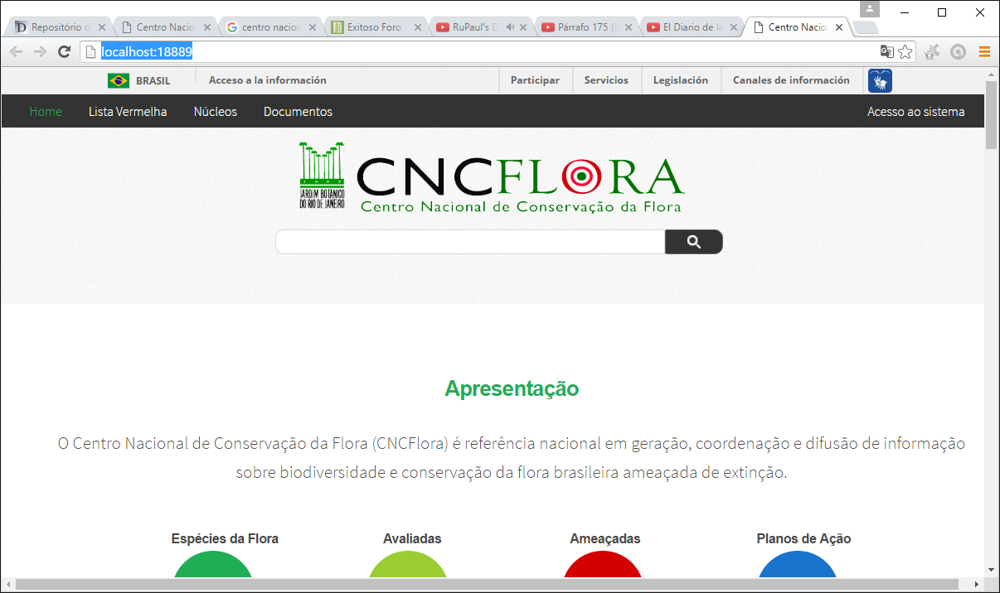 Repositório d
Centro Nacio
centro nacio
Exitoso Foro
RuPaul's D
Párrafo 175 (
El Diario de la
Centro Nacio
localhost:18889
BRASIL
Acceso a la información
Participar
Servicios
Legislación
Canales de información
Home
Lista Vermelha
Núcleos
Documentos
Acesso ao sistema
JARDIM BOTÂNICO
DO RIO DE JANEIRO
CNCFLORA
Centro Nacional de Conservação da Flora
Apresentação
O Centro Nacional de Conservação da Flora (CNCFlora) é referência nacional em geração, coordenação e difusão de informação
sobre biodiversidade e conservação da flora brasileira ameaçada de extinção.
Espécies da Flora
Avaliadas
Ameaçadas
Planos de Ação